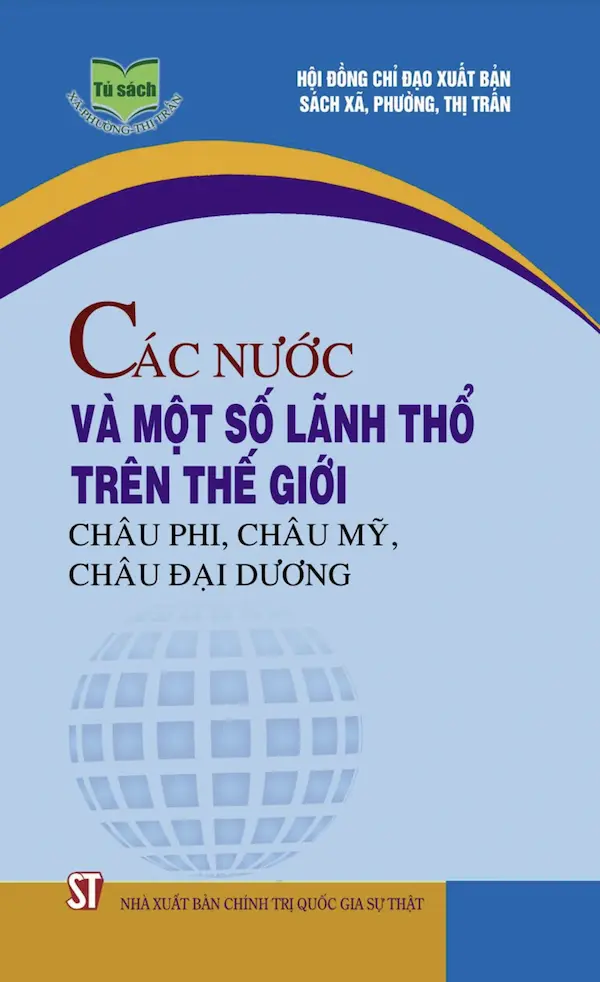 Tủ sách
XÃ-PHƯỜNG-THỊ TRẤN
HỘI ĐỒNG CHỈ ĐẠO XUẤT BẢN
SÁCH XÃ, PHƯỜNG, THỊ TRẤN
CÁC NƯỚC
VÀ MỘT SỐ LÃNH THỔ
TRÊN THẾ GIỚI
CHÂU PHI, CHÂU MỸ,
CHÂU ĐẠI DƯƠNG
ST
NHÀ XUẤT BẢN CHÍNH TRỊ QUỐC GIA SỰ THẬT